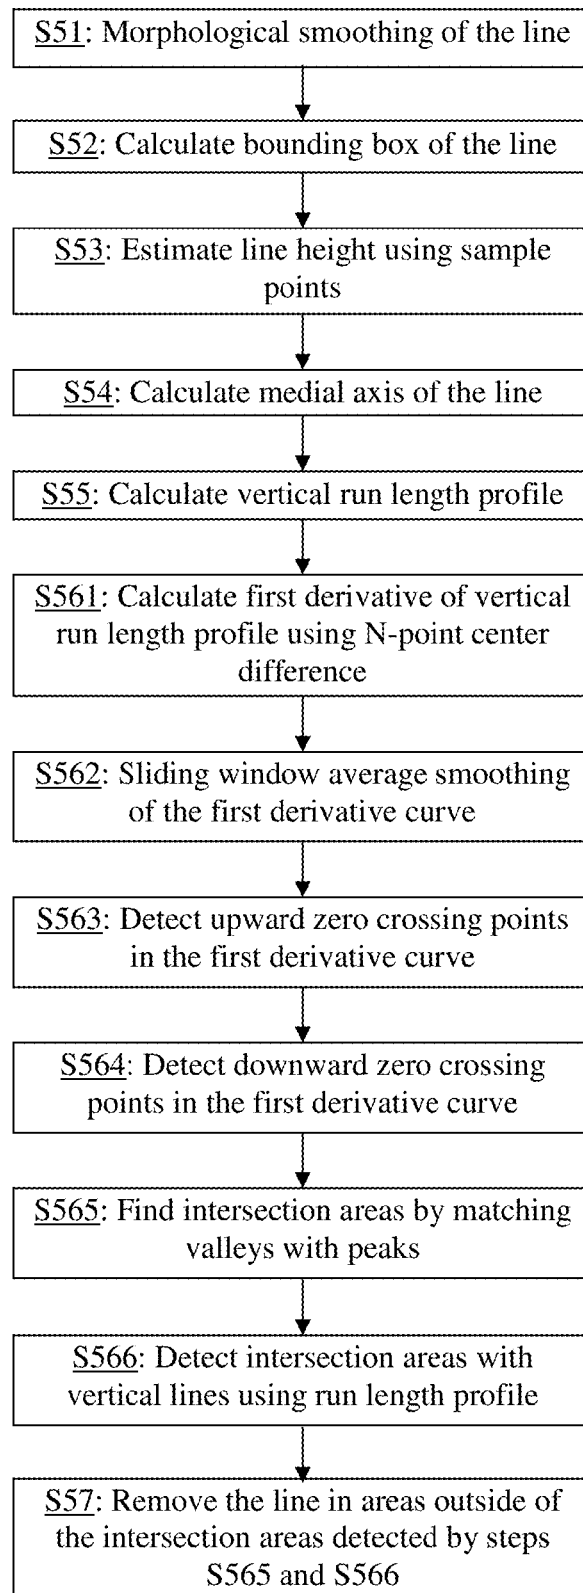 S51: Morphological smoothing of the line
S52: Calculate bounding box of the line
S53: Estimate line height using sample
points
S54: Calculate medial axis of the line
S55: Calculate vertical run length profile
S561: Calculate first derivative of vertical
run length profile using N-point center
difference
S562: Sliding window average smoothing
of the first derivative curve
S563: Detect upward zero crossing points
in the first derivative curve
S564: Detect downward zero crossing
points in the first derivative curve
S565: Find intersection areas by matching
valleys with peaks
S566: Detect intersection areas with
vertical lines using run length profile
S57: Remove the line in areas outside of
the intersection areas detected by steps
S565 and S566